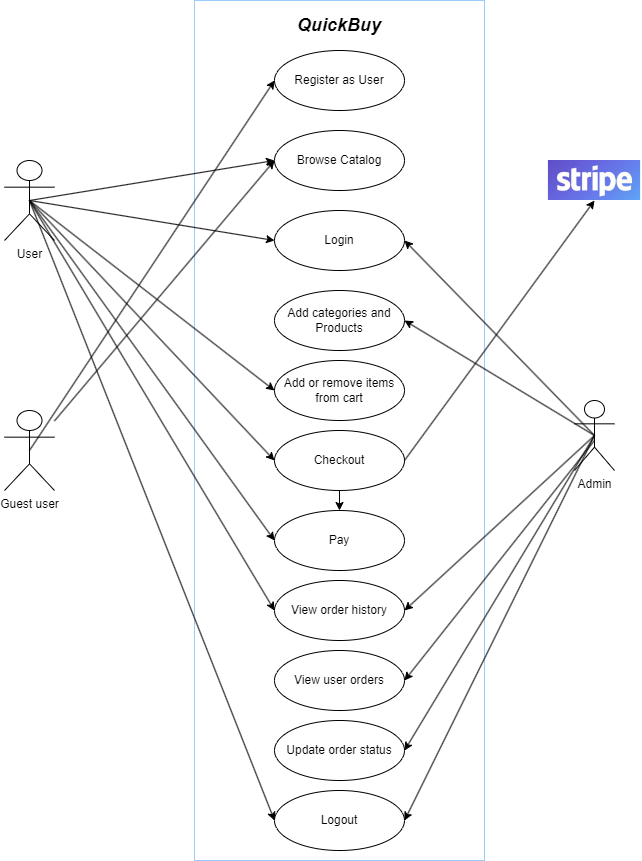 QuickBuy
Register as User
Browse Catalog
stripe
Login
User
Add categories and
Products
Add or remove items
from cart
Checkout
Admin
Guest user
Pay
View order history
View user orders
Update order status
Logout